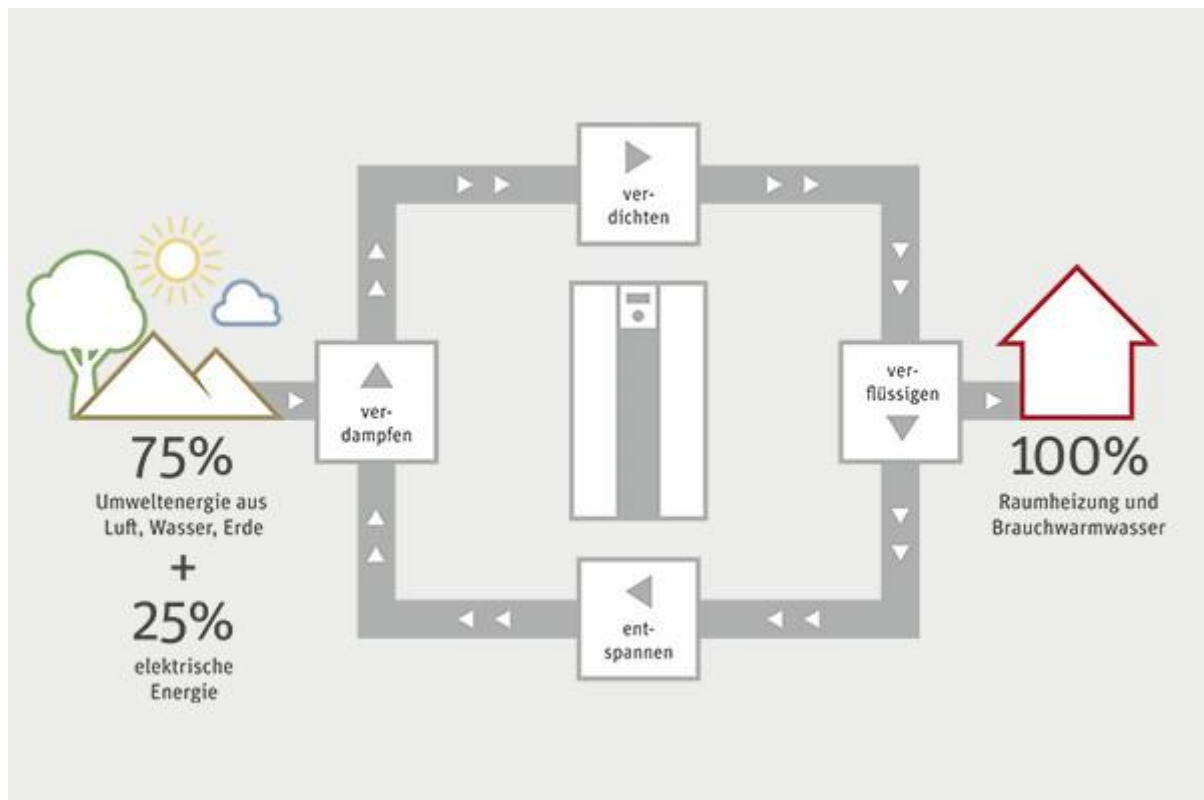 ver-
dichten
ver-
dampfen
ver-
flüssigen
ent-
spannen
75%
Umweltenergie aus
Luft, Wasser, Erde
+
25%
elektrische
Energie
100%
Raumheizung und
Brauchwarmwasser